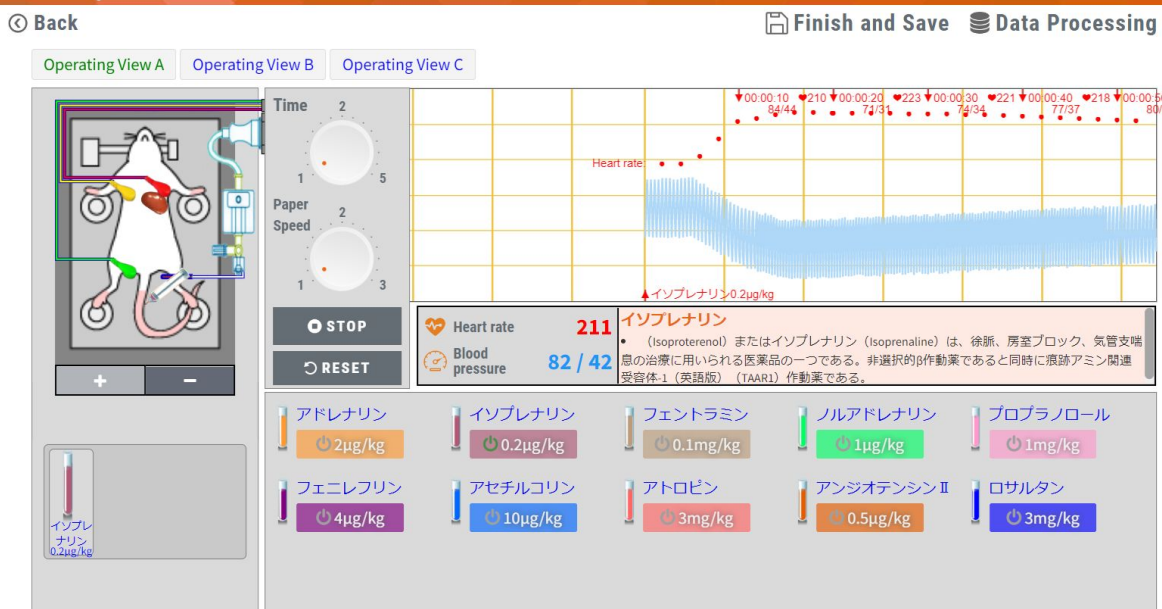 Back
Finish and Save
Data Processing
Operating View A
Operating View B
Operating View C
Time
2
1
5
Paper
Speed
2
1
3
STOP
RESET
00:00:10 210 00:00:20 223 00:00:30 221 00:00:40 218 00:00:50
84/44 71/31 74/34 77/37 80/
Heart rate
イソプレナリン0.2μg/kg
Heart rate 211
Blood
pressure 82 / 42
イソプレナリン
• (Isoproterenol)またはイソプレナリン(Isoprenaline)は、徐脈、房室ブロック、気管支喘
息の治療に用いられる医薬品の一つである。非選択的β作動薬であると同時に痕跡アミン関連
受容体-1(英語版)(TAAR1)作動薬である。
+ −
アドレナリン イソプレナリン フェントラミン ノルアドレナリン プロプラノロール
2μg/kg 0.2μg/kg 0.1mg/kg 1μg/kg 1mg/kg
フェニレフリン アセチルコリン アトロピン アンジオテンシンⅡ ロサルタン
4μg/kg 10μg/kg 3mg/kg 0.5μg/kg 3mg/kg
イソプレ
ナリン
0.2μg/kg